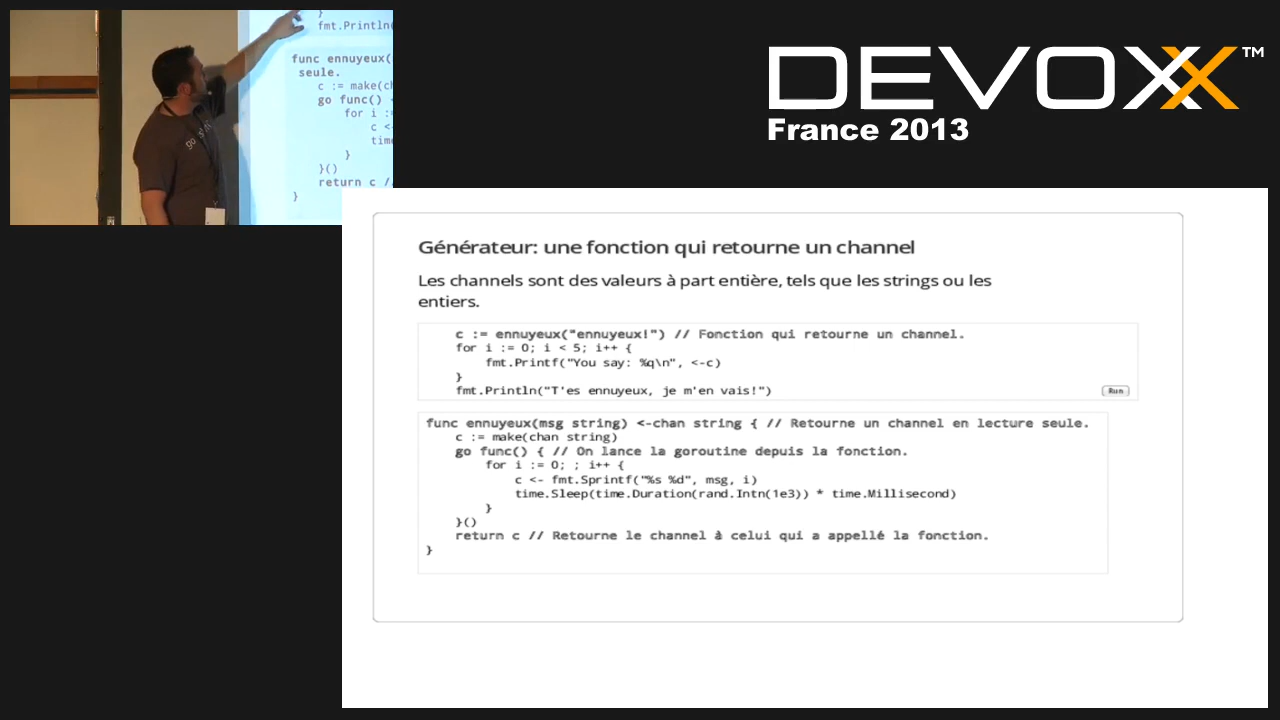 fmt.Println(
func ennuyeux(
seule.
c := make(ch
go func() {
for i :=
c <-
time
}
}()
return c /
}
go
DEVOXX™
France 2013
Générateur: une fonction qui retourne un channel
Les channels sont des valeurs à part entière, tels que les strings ou les
entiers.
c := ennuyeux("ennuyeux!") // Fonction qui retourne un channel.
for i := 0; i < 5; i++ {
fmt.Printf("You say: %q\n", <-c)
}
fmt.Println("T'es ennuyeux, je m'en vais!")
Run
func ennuyeux(msg string) <-chan string { // Retourne un channel en lecture seule.
c := make(chan string)
go func() { // On lance la goroutine depuis la fonction.
for i := 0; ; i++ {
c <- fmt.Sprintf("%s %d", msg, i)
time.Sleep(time.Duration(rand.Intn(1e3)) * time.Millisecond)
}
}()
return c // Retourne le channel à celui qui a appellé la fonction.
}